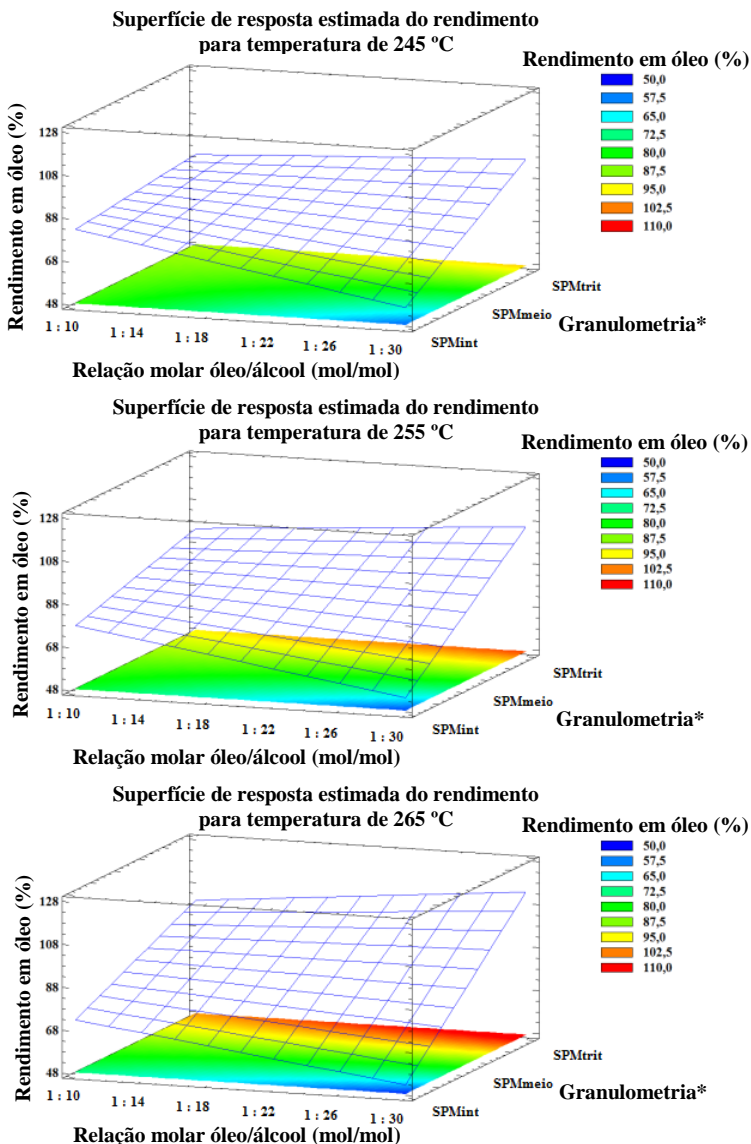 Superfície de resposta estimada do rendimento
para temperatura de 245 ºC
Rendimento em óleo (%)
50,0
57,5
65,0
72,5
80,0
87,5
95,0
102,5
110,0
Rendimento em óleo (%)
128
108
88
68
48
1 : 10
1 : 14
1 : 18
1 : 22
1 : 26
1 : 30
SPMint
SPMmeio
SPMtrit
Granulometria*
Relação molar óleo/álcool (mol/mol)
Superfície de resposta estimada do rendimento
para temperatura de 255 ºC
Rendimento em óleo (%)
50,0
57,5
65,0
72,5
80,0
87,5
95,0
102,5
110,0
Rendimento em óleo (%)
128
108
88
68
48
1 : 10
1 : 14
1 : 18
1 : 22
1 : 26
1 : 30
SPMint
SPMmeio
SPMtrit
Granulometria*
Relação molar óleo/álcool (mol/mol)
Superfície de resposta estimada do rendimento
para temperatura de 265 ºC
Rendimento em óleo (%)
50,0
57,5
65,0
72,5
80,0
87,5
95,0
102,5
110,0
Rendimento em óleo (%)
128
108
88
68
48
1 : 10
1 : 14
1 : 18
1 : 22
1 : 26
1 : 30
SPMint
SPMmeio
SPMtrit
Granulometria*
Relação molar óleo/álcool (mol/mol)